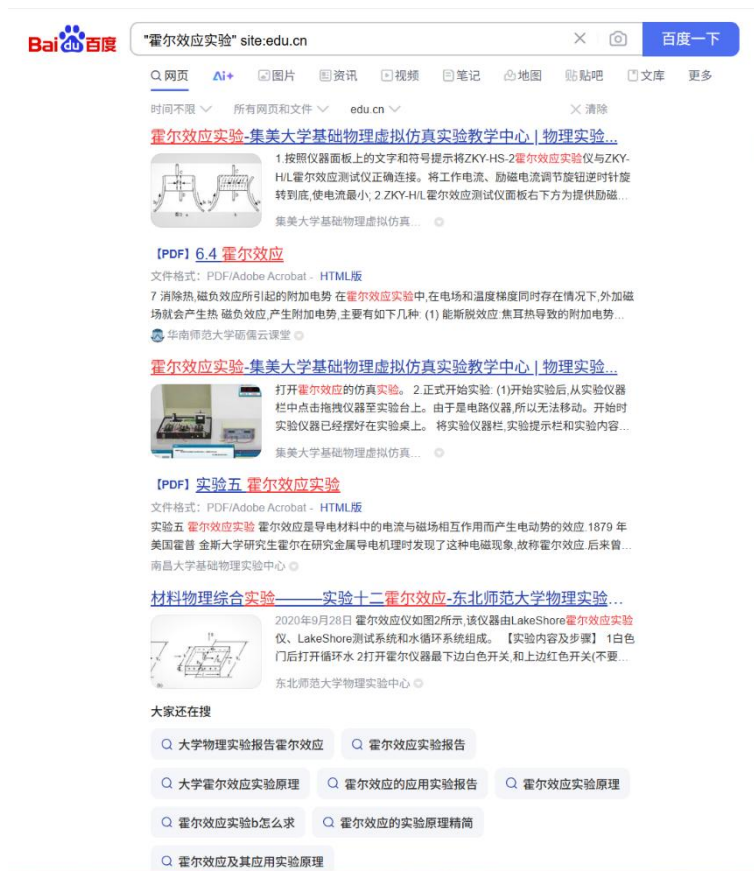 Bai du 百度
"霍尔效应实验" site:edu.cn
百度一下
网页 Ai+ 图片 资讯 视频 笔记 地图 贴吧 文库 更多
时间不限 所有网页和文件 edu.cn 清除
霍尔效应实验-集美大学基础物理虚拟仿真实验教学中心 | 物理实验...
1.按照仪器面板上的文字和符号提示将ZKY-HS-2霍尔效应实验仪与ZKY-
H/L霍尔效应测试仪正确连接。将工作电流、励磁电流调节旋钮逆时针旋
转到底,使电流最小; 2.ZKY-H/L霍尔效应测试仪面板右下方为提供励磁...
集美大学基础物理虚拟仿真...
【PDF】6.4 霍尔效应
文件格式: PDF/Adobe Acrobat - HTML版
7 消除热,磁负效应所引起的附加电势 在霍尔效应实验中,在电场和温度梯度同时存在情况下,外加磁
场就会产生热 磁负效应,产生附加电势,主要有如下几种: (1) 能斯脱效应:焦耳热导致的附加电势...
华南师范大学砺儒云课堂
霍尔效应实验-集美大学基础物理虚拟仿真实验教学中心 | 物理实验...
打开霍尔效应的仿真实验。 2.正式开始实验: (1)开始实验后,从实验仪器
栏中点击拖拽仪器至实验台上。由于是电路仪器,所以无法移动。开始时
实验仪器已经摆好在实验桌上。 将实验仪器栏,实验提示栏和实验内容...
集美大学基础物理虚拟仿真...
【PDF】实验五 霍尔效应实验
文件格式: PDF/Adobe Acrobat - HTML版
实验五 霍尔效应实验 霍尔效应是导电材料中的电流与磁场相互作用而产生电动势的效应.1879 年
美国霍普 金斯大学研究生霍尔在研究金属导电机理时发现了这种电磁现象,故称霍尔效应.后来曾...
南昌大学基础物理实验中心
材料物理综合实验———实验十二霍尔效应-东北师范大学物理实验...
2020年9月28日 霍尔效应仪如图2所示,该仪器由LakeShore霍尔效应实验
仪、LakeShore测试系统和水循环系统组成。 【实验内容及步骤】 1白色
门后打开循环水 2打开霍尔仪器最下边白色开关,和上边红色开关(不要...
东北师范大学物理实验中心
大家还在搜
大学物理实验报告霍尔效应 霍尔效应实验报告
大学霍尔效应实验原理 霍尔效应的应用实验报告 霍尔效应实验原理
霍尔效应实验b怎么求 霍尔效应的实验原理精简
霍尔效应及其应用实验原理